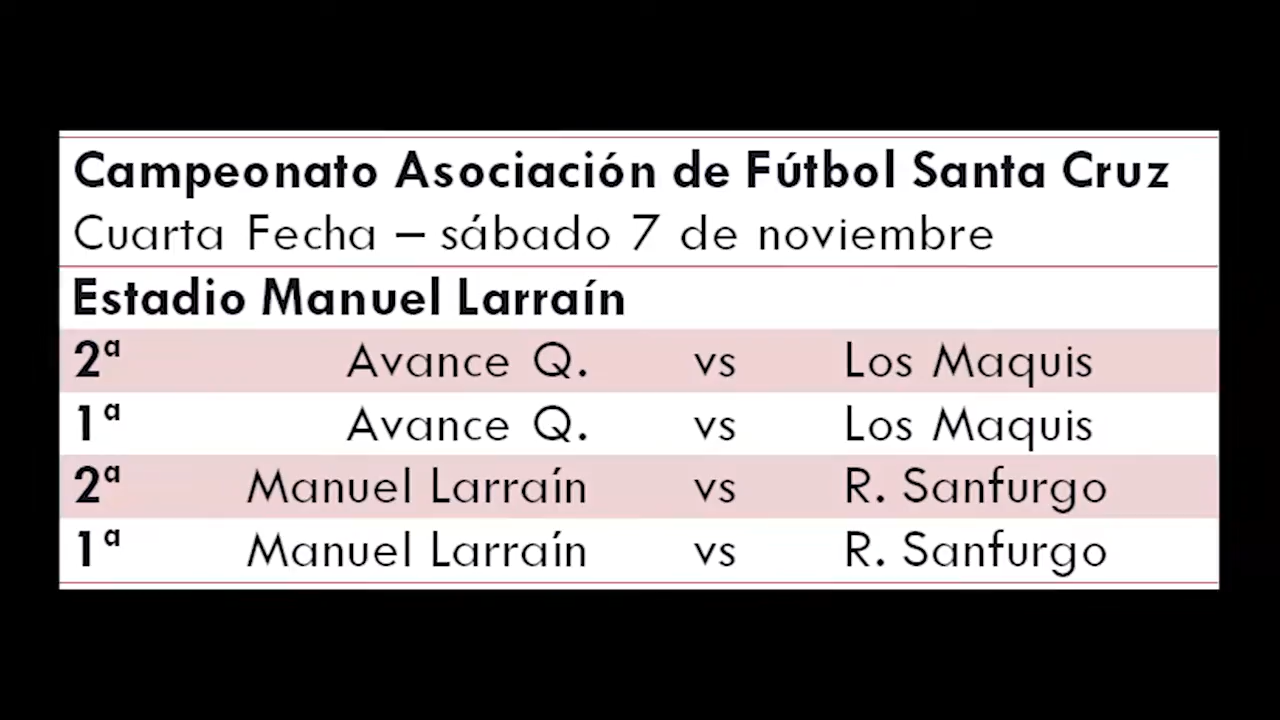 Campeonato Asociación de Fútbol Santa Cruz
Cuarta Fecha – sábado 7 de noviembre
Estadio Manuel Larraín
2ª Avance Q. vs Los Maquis
1ª Avance Q. vs Los Maquis
2ª Manuel Larraín vs R. Sanfurgo
1ª Manuel Larraín vs R. Sanfurgo